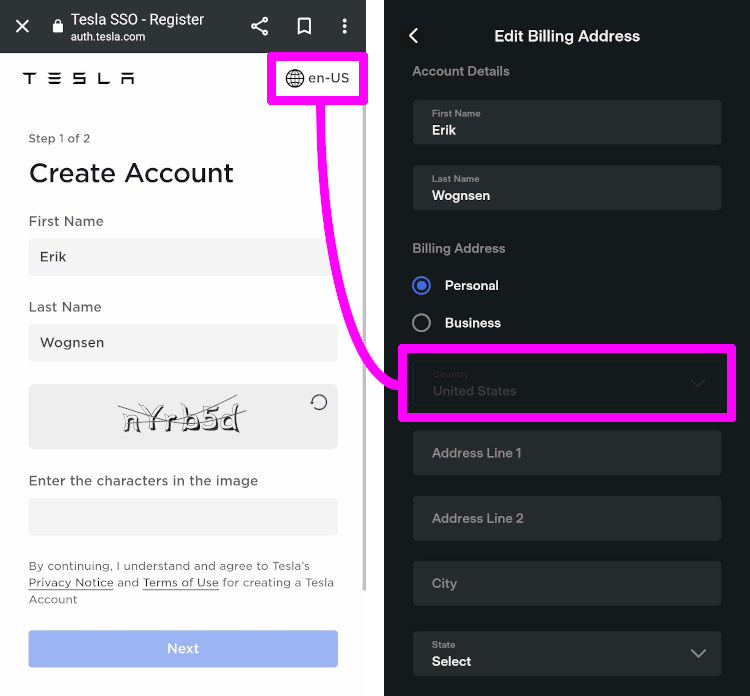 Tesla SSO - Register
auth.tesla.com
TESLA
en-US
Step 1 of 2
Create Account
First Name
Erik
Last Name
Wognsen
nYrb5d
Enter the characters in the image
By continuing, I understand and agree to Tesla's
Privacy Notice and Terms of Use for creating a Tesla
Account
Next
Edit Billing Address
Account Details
First Name
Erik
Last Name
Wognsen
Billing Address
Personal
Business
Country
United States
Address Line 1
Address Line 2
City
State
Select